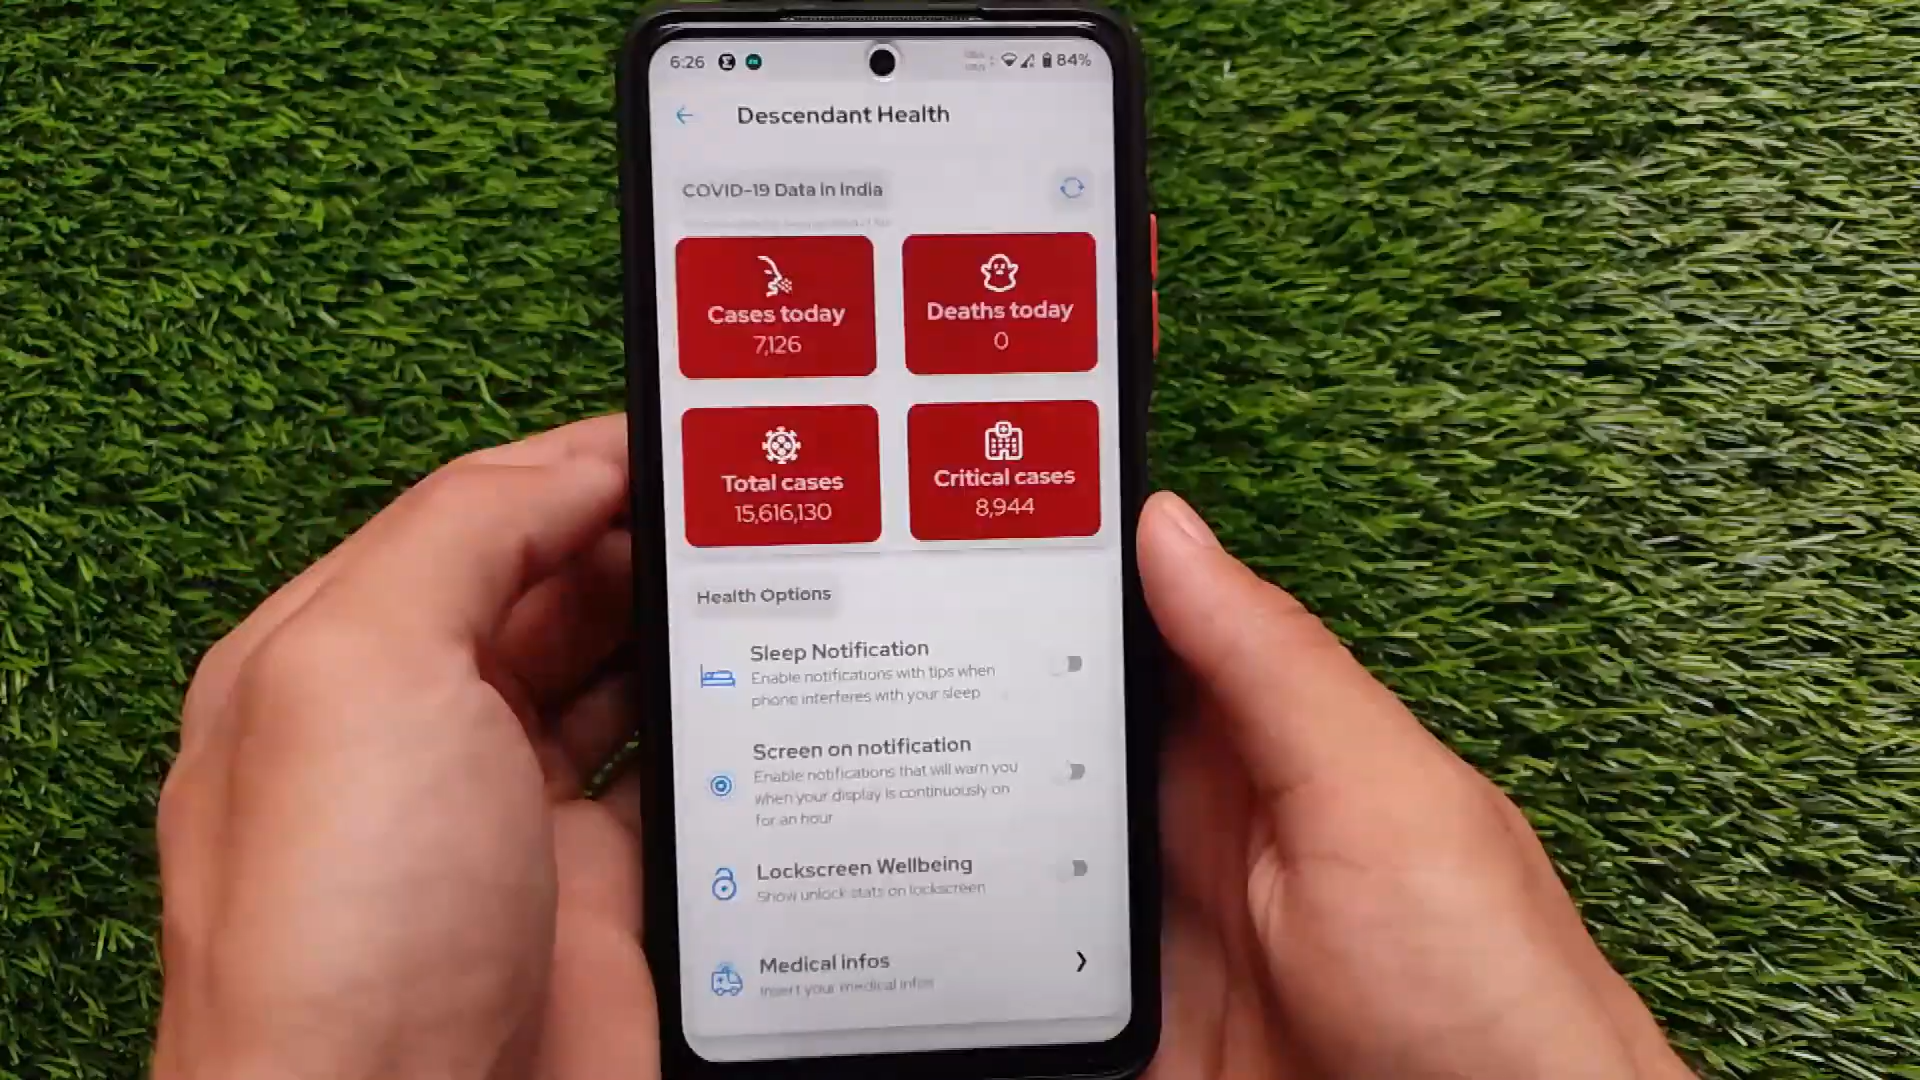 6:26
84%
Descendant Health
COVID-19 Data in India
Cases today
7,126
Deaths today
0
Total cases
15,616,130
Critical cases
8,944
Health Options
Sleep Notification
Enable notifications with tips when
phone interferes with your sleep
Screen on notification
Enable notifications that will warn you
when your display is continuously on
for an hour
Lockscreen Wellbeing
Show unlock stats on lockscreen
Medical infos
Insert your medical infos